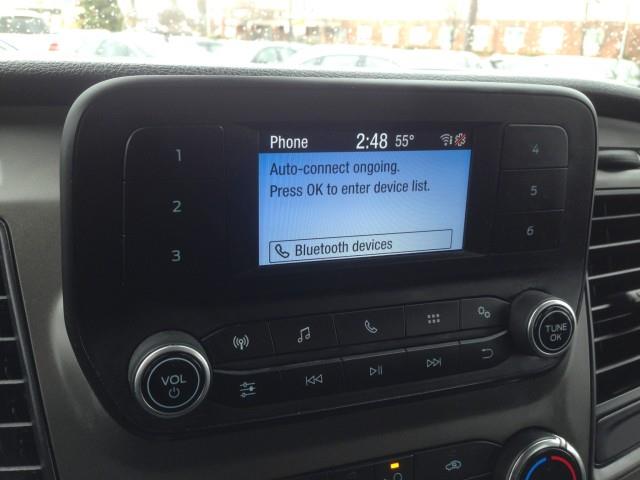 Phone 2:48 55°
Auto-connect ongoing.
Press OK to enter device list.
Bluetooth devices
1
2
3
4
5
6
VOL
TUNE
OK